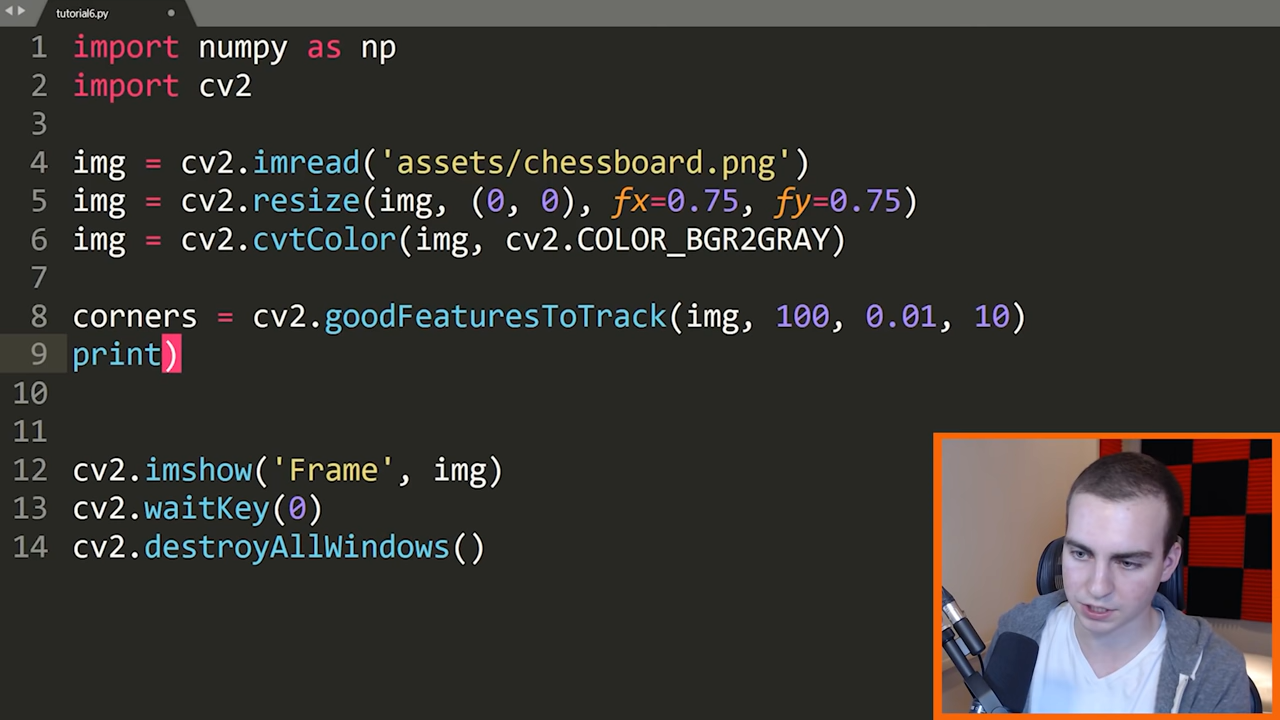 tutorial6.py
1 import numpy as np
2 import cv2
3
4 img = cv2.imread('assets/chessboard.png')
5 img = cv2.resize(img, (0, 0), fx=0.75, fy=0.75)
6 img = cv2.cvtColor(img, cv2.COLOR_BGR2GRAY)
7
8 corners = cv2.goodFeaturesToTrack(img, 100, 0.01, 10)
9 print)
10
11
12 cv2.imshow('Frame', img)
13 cv2.waitKey(0)
14 cv2.destroyAllWindows()